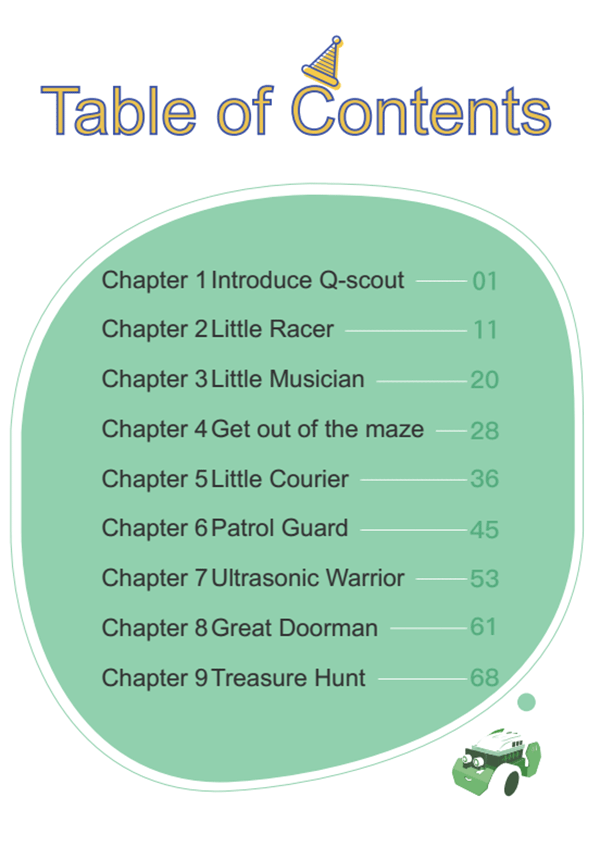 Table of Contents
Chapter 1 Introduce Q-scout 01
Chapter 2 Little Racer 11
Chapter 3 Little Musician 20
Chapter 4 Get out of the maze 28
Chapter 5 Little Courier 36
Chapter 6 Patrol Guard 45
Chapter 7 Ultrasonic Warrior 53
Chapter 8 Great Doorman 61
Chapter 9 Treasure Hunt 68